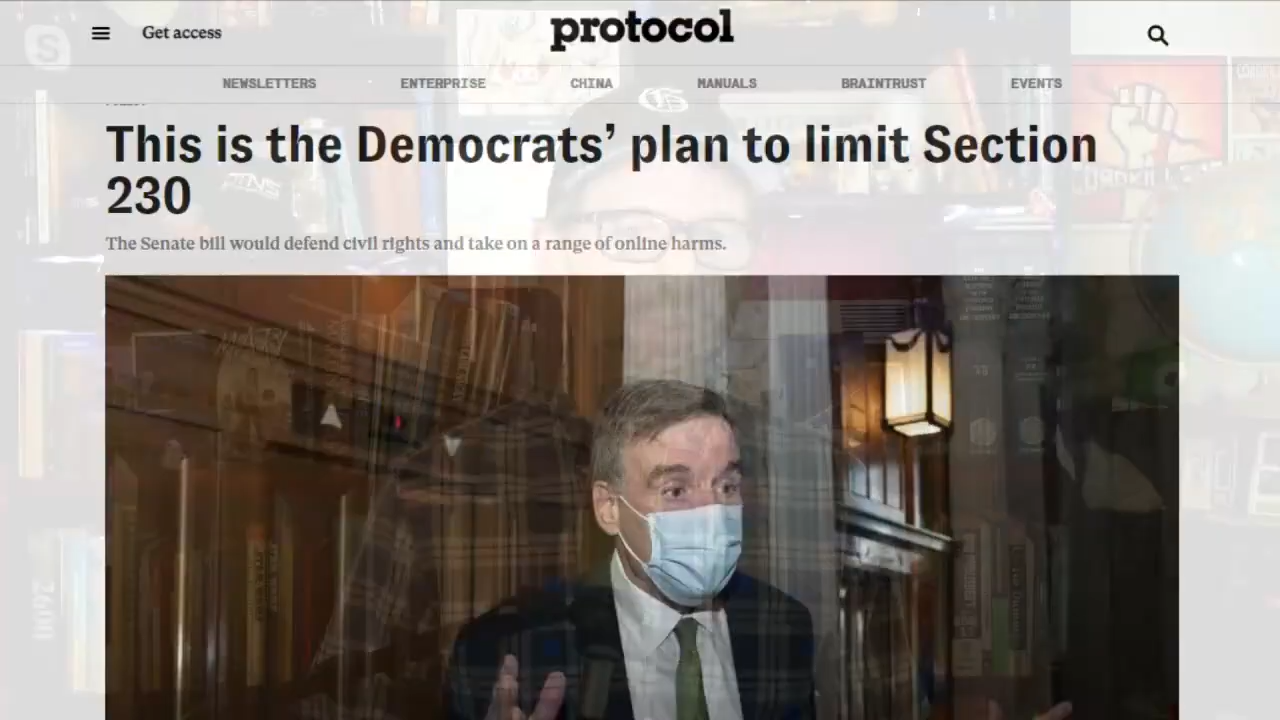 Get access
protocol
NEWSLETTERS
ENTERPRISE
CHINA
MANUALS
BRAINTRUST
EVENTS
This is the Democrats’ plan to limit Section
230
The Senate bill would defend civil rights and take on a range of online harms.